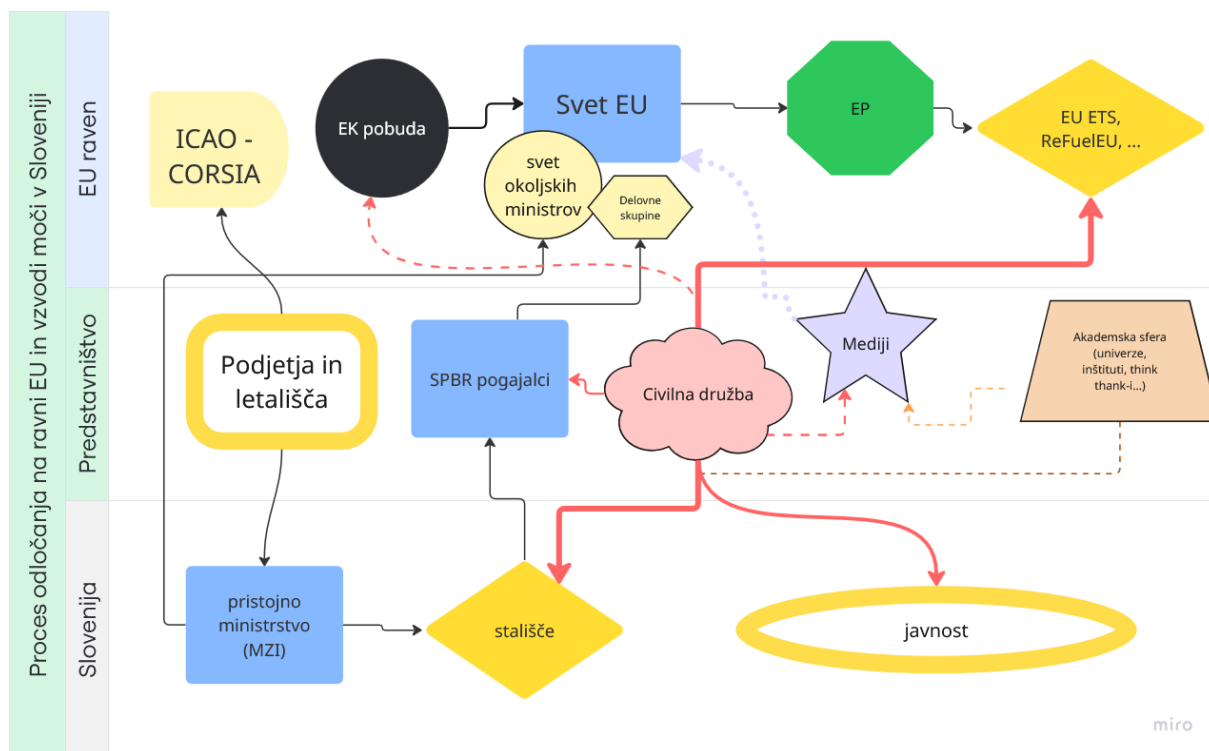 Proces odločanja na ravni EU in vzvodi moči v Sloveniji
EU raven
ICAO -
CORSIA
EK pobuda
Svet EU
svet
okoljskih
ministrov
Delovne
skupine
EP
EU ETS,
ReFuelEU, ...
Predstavništvo
Podjetja in
letališča
SPBR pogajalci
Civilna družba
Mediji
Akademska sfera
(univerze,
inštituti, think
thank-i...)
Slovenija
pristojno
ministrstvo
(MZI)
stališče
javnost
miro